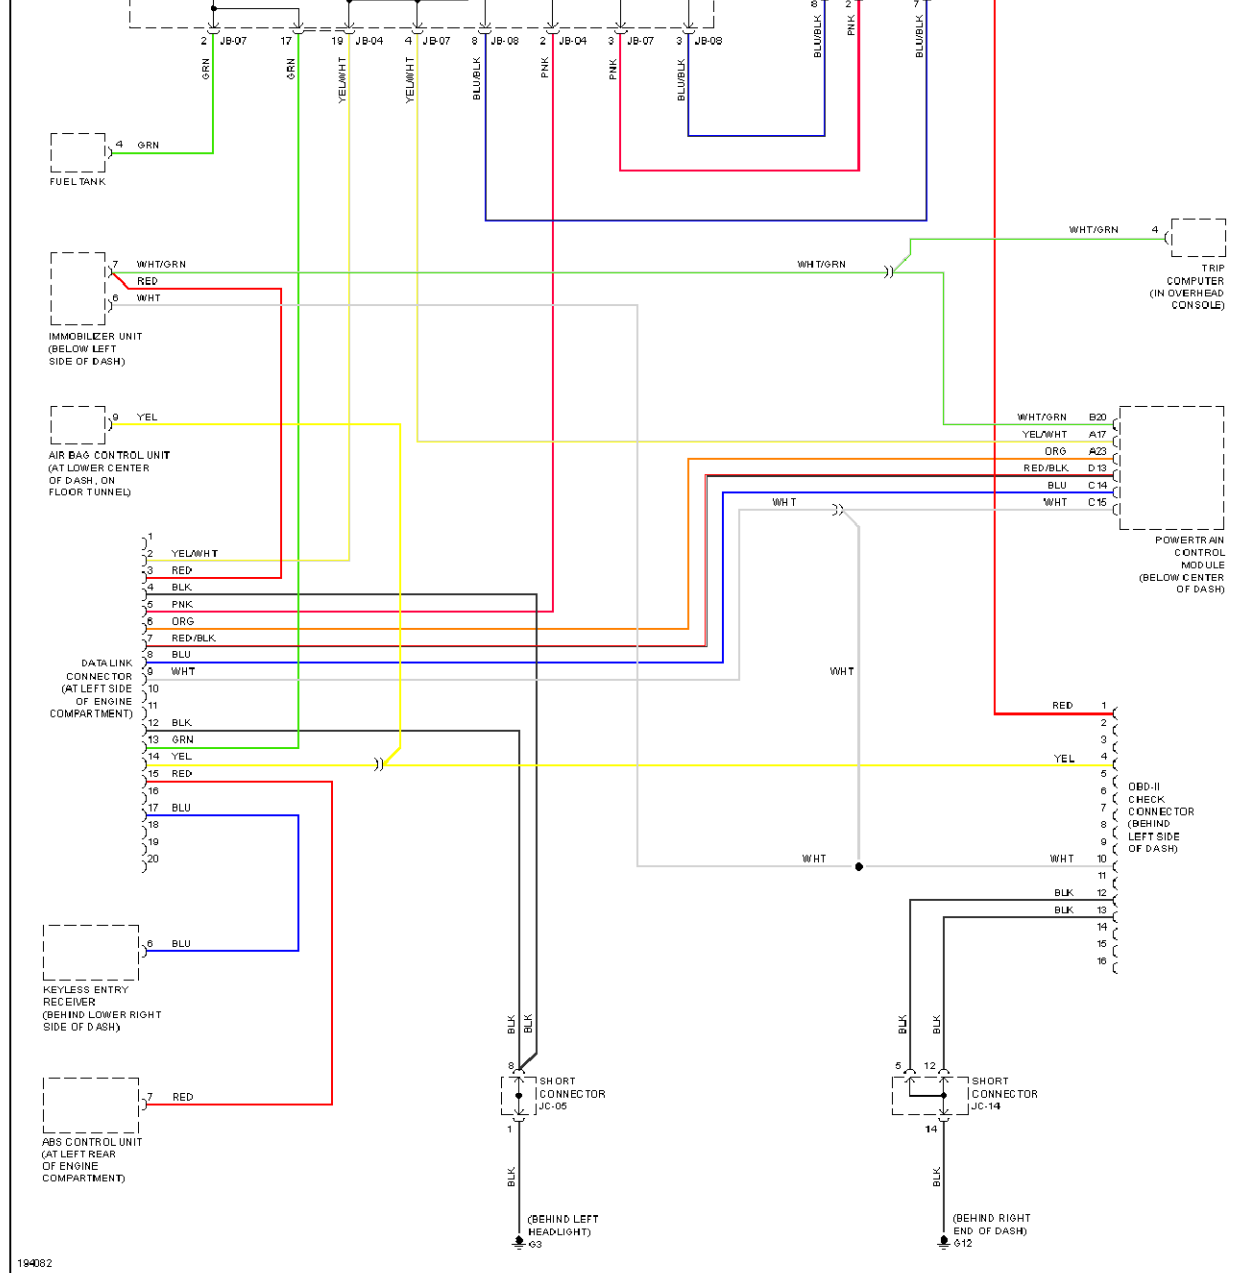 8 2 7
BLU/BLK PNK BLU/BLK
2 JB-07 17 19 JB-04 4 JB-07 8 JB-08 2 JB-04 3 JB-07 3 JB-08
GRN GRN YEL/WHT YEL/WHT BLU/BLK PNK PNK BLU/BLK
4 GRN
FUEL TANK
WHT/GRN 4
TRIP
COMPUTER
(IN OVERHEAD
CONSOLE)
7 WHT/GRN
WHT/GRN
RED
6 WHT
IMMOBILIZER UNIT
(BELOW LEFT
SIDE OF DASH)
9 YEL
AIR BAG CONTROL UNIT
(AT LOWER CENTER
OF DASH, ON
FLOOR TUNNEL)
WHT/GRN B20
YEL/WHT A17
ORG A23
RED/BLK D13
BLU C14
WHT C15
WHT
POWERTRAIN
CONTROL
MODULE
(BELOW CENTER
OF DASH)
1
2 YEL/WHT
3 RED
4 BLK
5 PNK
6 ORG
7 RED/BLK
8 BLU
9 WHT
10
11
12 BLK
13 GRN
14 YEL
15 RED
16
17 BLU
18
19
20
DATA LINK
CONNECTOR
(AT LEFT SIDE
OF ENGINE
COMPARTMENT)
WHT
RED 1
2
3
YEL 4
5
6
7
8
9
WHT WHT 10
11
BLK 12
BLK 13
14
15
16
OBD-II
CHECK
CONNECTOR
(BEHIND
LEFT SIDE
OF DASH)
6 BLU
KEYLESS ENTRY
RECEIVER
(BEHIND LOWER RIGHT
SIDE OF DASH)
7 RED
ABS CONTROL UNIT
(AT LEFT REAR
OF ENGINE
COMPARTMENT)
BLK BLK
8
SHORT
CONNECTOR
JC-05
1
BLK
(BEHIND LEFT
HEADLIGHT)
G3
BLK BLK
5 12
SHORT
CONNECTOR
JC-14
14
BLK
(BEHIND RIGHT
END OF DASH)
G12
194082